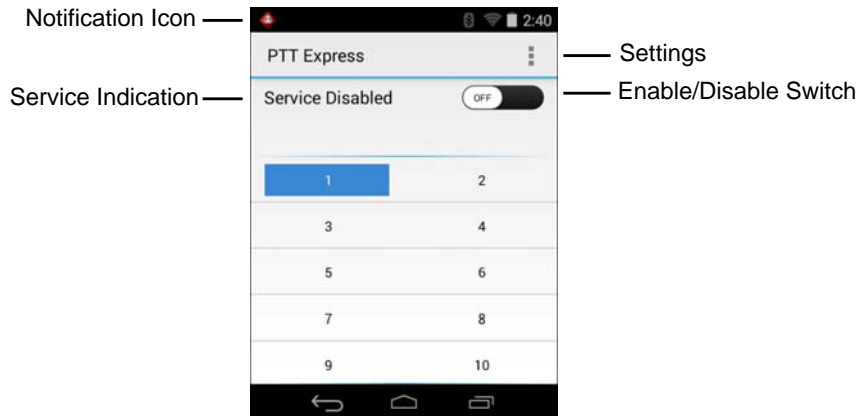 Notification Icon
2:40
PTT Express
Settings
Service Indication
Service Disabled
OFF
Enable/Disable Switch
1 2
3 4
5 6
7 8
9 10